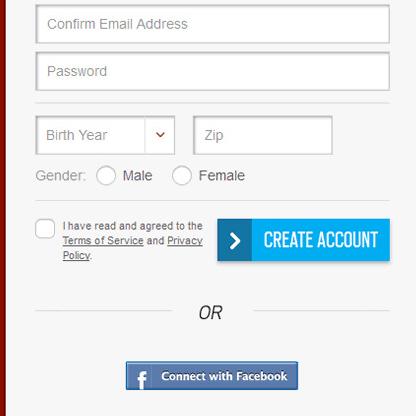 Confirm Email Address
Password
Birth Year
Zip
Gender: Male Female
I have read and agreed to the
Terms of Service and Privacy
Policy.
CREATE ACCOUNT
OR
f Connect with Facebook